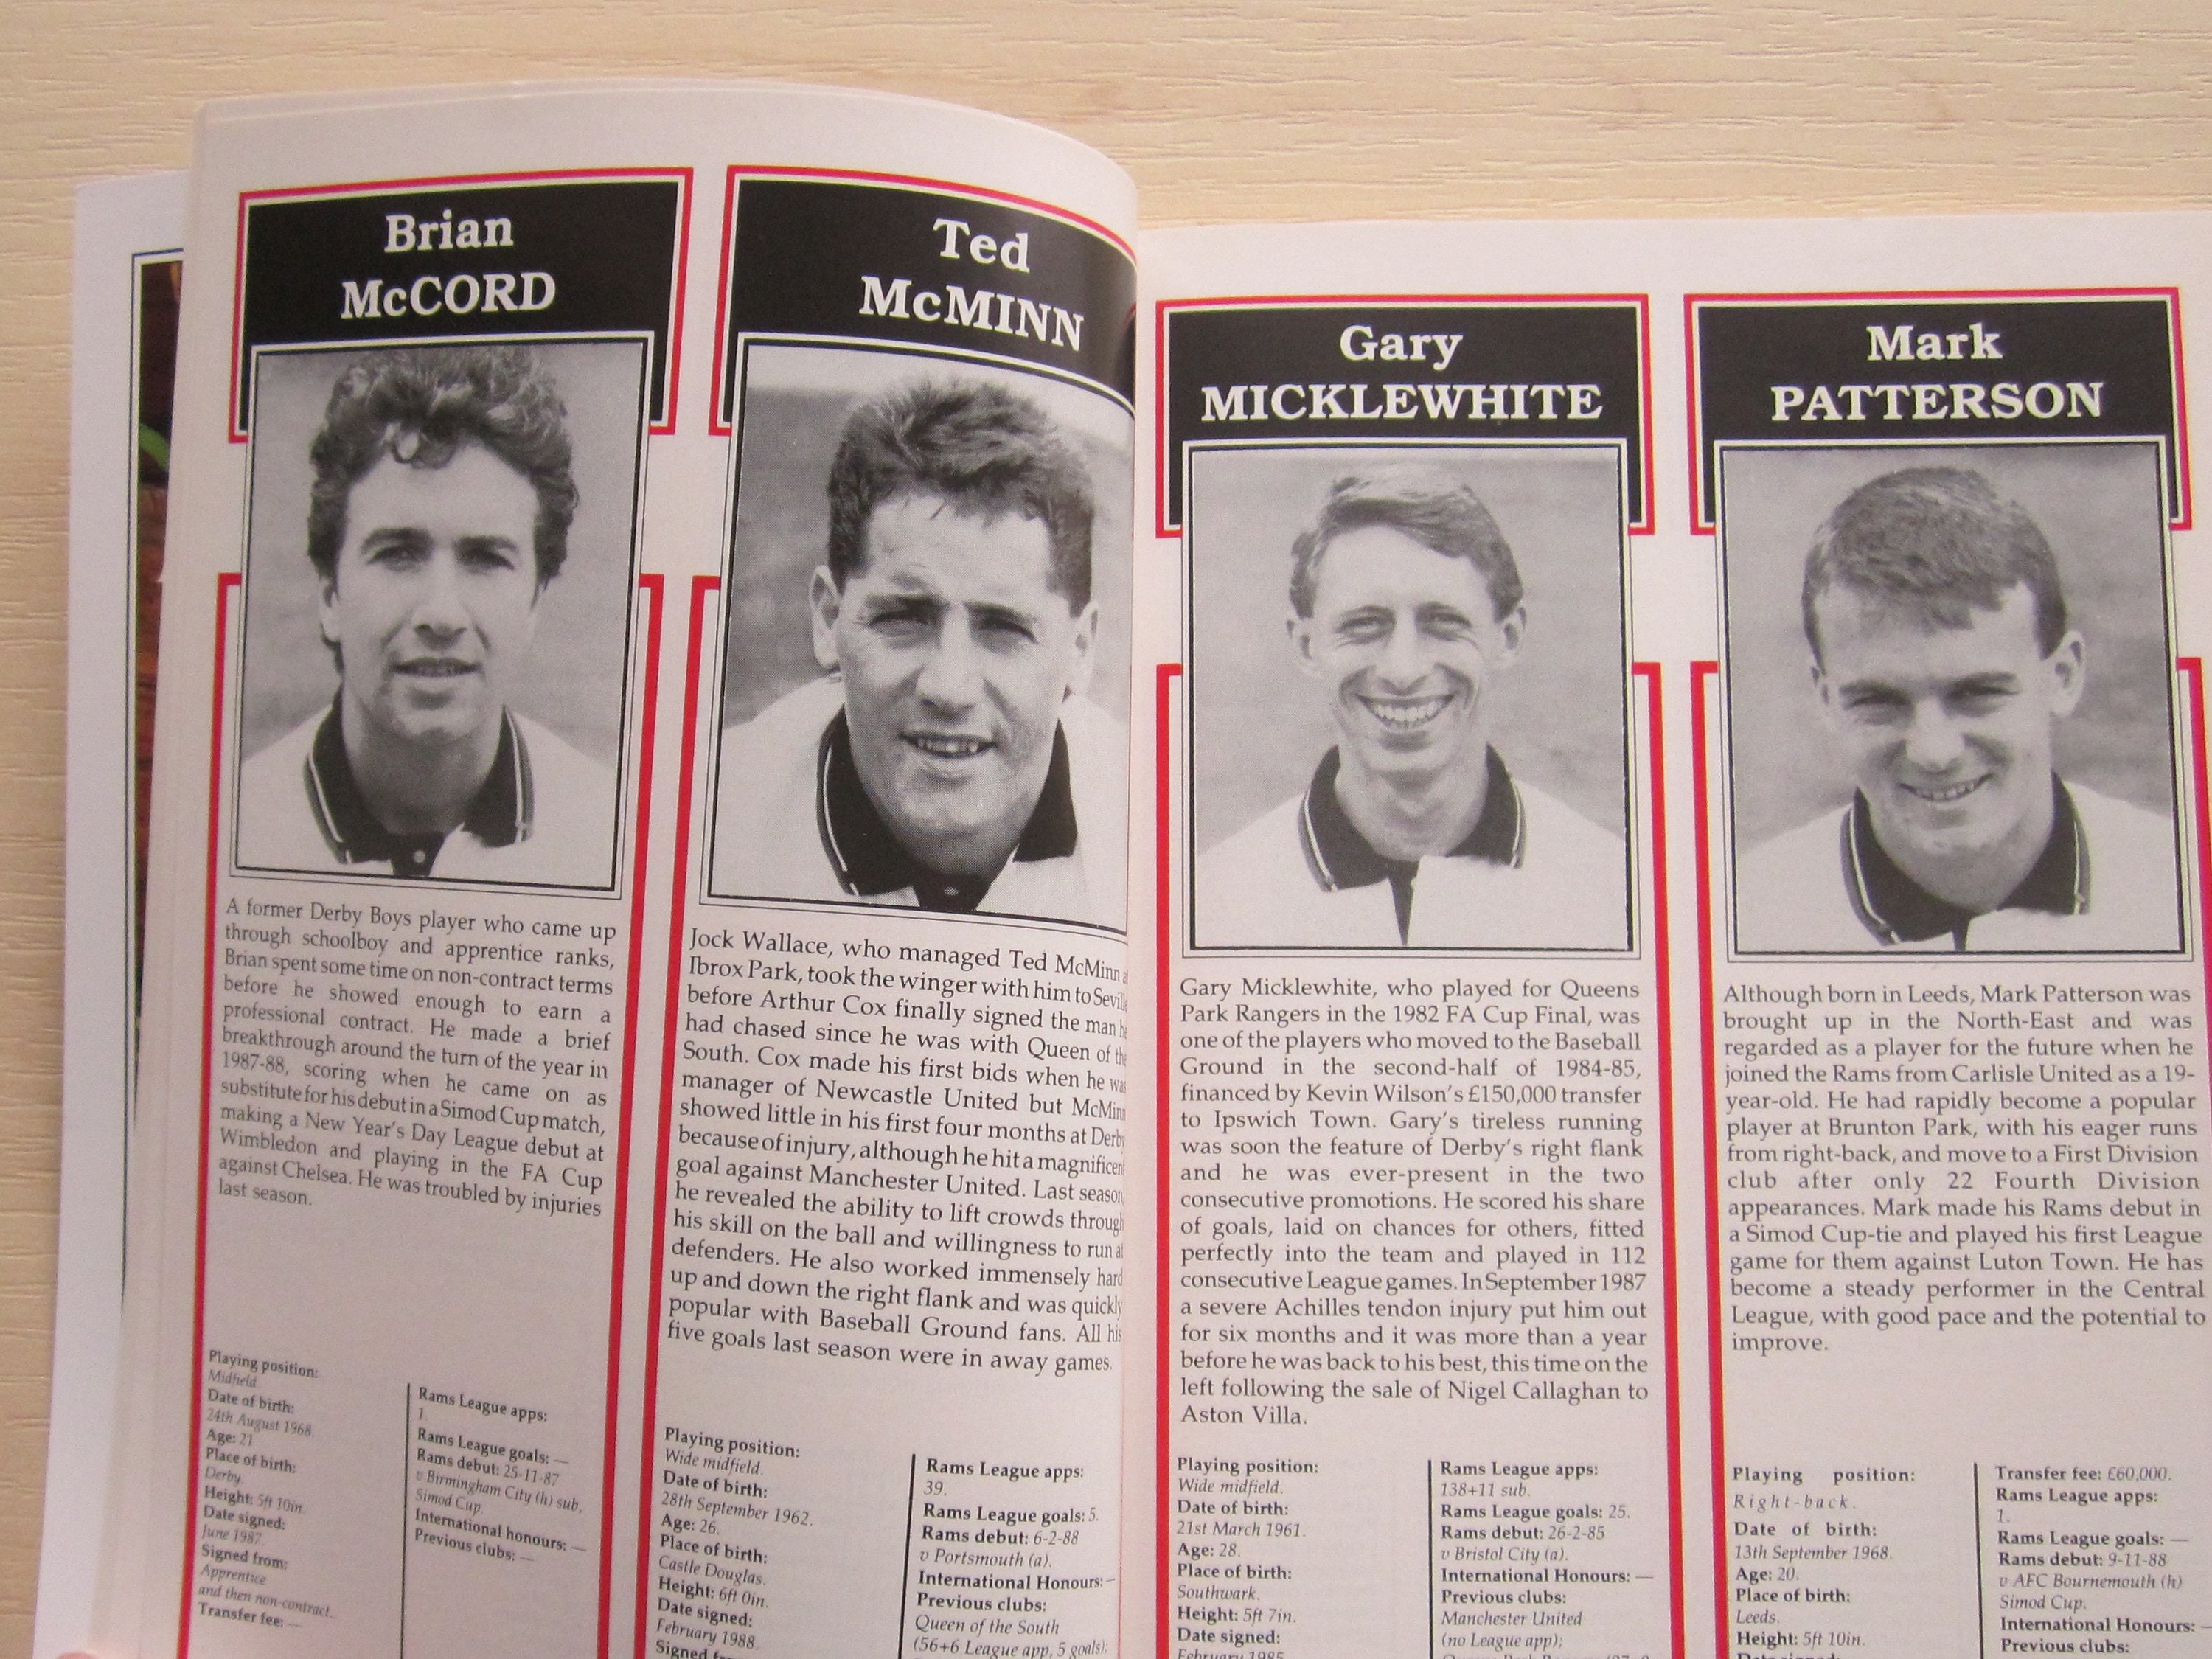 Brian
McCORD
A former Derby Boys player who came up
through schoolboy and apprentice ranks,
Brian spent some time on non-contract terms
before he showed enough to earn a
professional contract. He made a brief
breakthrough around the turn of the year in
1987-88, scoring when he came on as
substitute for his debut in a Simod Cup match,
making a New Year's Day League debut at
Wimbledon and playing in the FA Cup
against Chelsea. He was troubled by injuries
last season.
Playing position:
Midfield.
Date of birth:
24th August 1968.
Age: 21
Place of birth:
Derby.
Height: 5ft 10in.
Date signed:
June 1987.
Signed from:
Apprentice
and then non-contract.
Transfer fee: —
Rams League apps:
1.
Rams League goals: —
Rams debut: 25-11-87
v Birmingham City (h) sub,
Simod Cup.
International honours: —
Previous clubs: —
Ted
McMINN
Jock Wallace, who managed Ted McMinn
Ibrox Park, took the winger with him to
before Arthur Cox finally signed the man
had chased since he was with Queen of
South. Cox made his first bids when he
manager of Newcastle United but
showed little in his first four months at
because of injury, although he hit a
goal against Manchester United. Last season
he revealed the ability to lift crowds
his skill on the ball and willingness to run
defenders. He also worked immensely hard
up and down the right flank and was quickly
popular with Baseball Ground fans. All his
five goals last season were in away games.
Playing position:
Wide midfield.
Date of birth:
28th September 1962.
Age: 26.
Place of birth:
Castle Douglas.
Height: 6ft 0in.
Date signed:
February 1988.
Signed
Rams League apps:
39.
Rams League goals: 5.
Rams debut: 6-2-88
v Portsmouth (a).
International Honours: —
Previous clubs:
Queen of the South
(56+6 League app, 5 goals);
Gary
MICKLEWHITE
Gary Micklewhite, who played for Queens
Park Rangers in the 1982 FA Cup Final, was
one of the players who moved to the Baseball
Ground in the second-half of 1984-85,
financed by Kevin Wilson's £150,000 transfer
to Ipswich Town. Gary's tireless running
was soon the feature of Derby's right flank
and he was ever-present in the two
consecutive promotions. He scored his share
of goals, laid on chances for others, fitted
perfectly into the team and played in 112
consecutive League games. In September 1987
a severe Achilles tendon injury put him out
for six months and it was more than a year
before he was back to his best, this time on the
left following the sale of Nigel Callaghan to
Aston Villa.
Playing position:
Wide midfield.
Date of birth:
21st March 1961.
Age: 28.
Place of birth:
Southwark.
Height: 5ft 7in.
Date signed:
February 1985.
Rams League apps:
138+11 sub.
Rams League goals: 25.
Rams debut: 26-2-85
v Bristol City (a).
International Honours: —
Previous clubs:
Manchester United
(no League app);
Mark
PATTERSON
Although born in Leeds, Mark Patterson was
brought up in the North-East and was
regarded as a player for the future when he
joined the Rams from Carlisle United as a 19-
year-old. He had rapidly become a popular
player at Brunton Park, with his eager runs
from right-back, and move to a First Division
club after only 22 Fourth Division
appearances. Mark made his Rams debut in
a Simod Cup-tie and played his first League
game for them against Luton Town. He has
become a steady performer in the Central
League, with good pace and the potential to
improve.
Playing position:
Right-back.
Date of birth:
13th September 1968.
Age: 20.
Place of birth:
Leeds.
Height: 5ft 10in.
Transfer fee: £60,000.
Rams League apps:
1.
Rams League goals: —
Rams debut: 9-11-88
v AFC Bournemouth (h)
Simod Cup.
International Honours: —
Previous clubs: